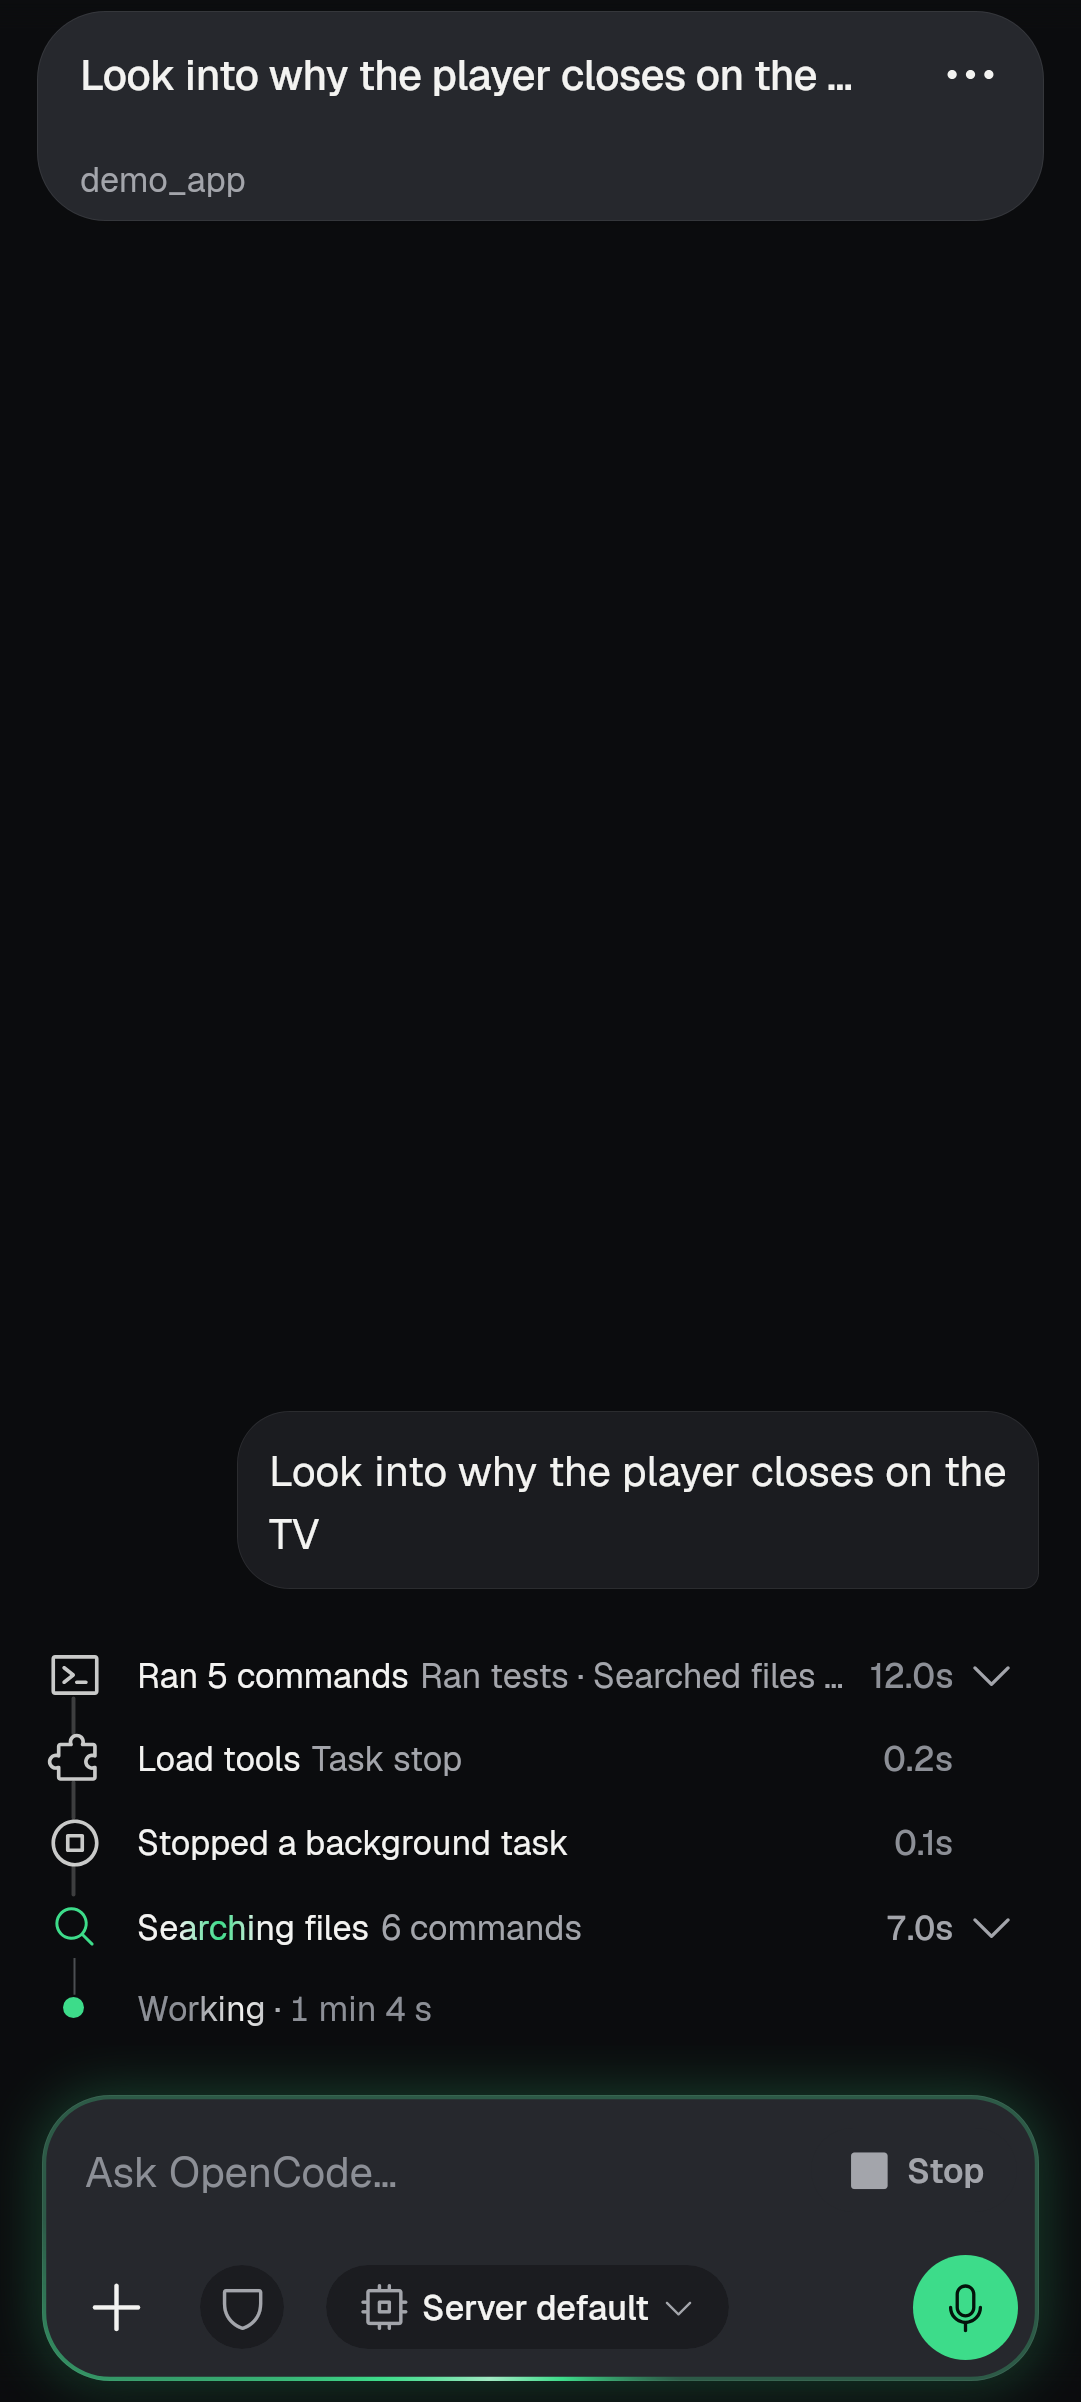 Look into why the player closes on the ...
demo_app
Look into why the player closes on the
TV
Ran 5 commands Ran tests · Searched files ... 12.0s
Load tools Task stop 0.2s
Stopped a background task 0.1s
Searching files 6 commands 7.0s
Working · 1 min 4 s
Ask OpenCode... Stop
Server default